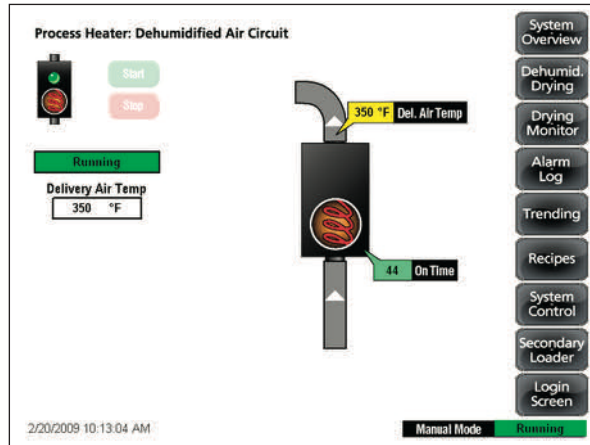 Process Heater: Dehumidified Air Circuit
Start
Stop
Running
Delivery Air Temp
350 °F
350 °F Del. Air Temp
44 On Time
System
Overview
Dehumid.
Drying
Drying
Monitor
Alarm
Log
Trending
Recipes
System
Control
Secondary
Loader
Login
Screen
2/20/2009 10:13:04 AM
Manual Mode Running